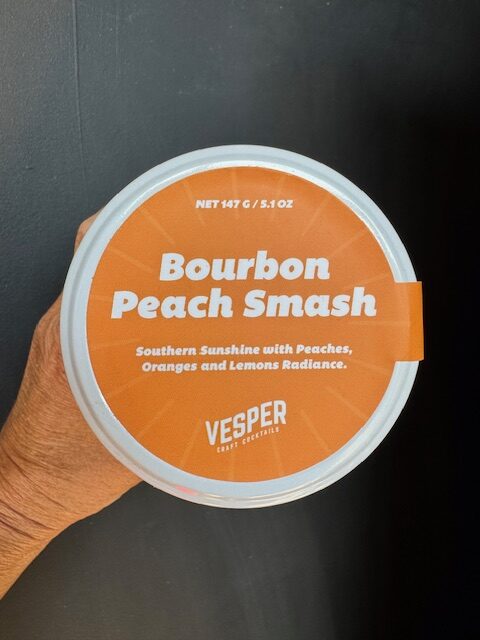 NET 147 G / 5.1 OZ
Bourbon
Peach Smash
Southern Sunshine with Peaches,
Oranges and Lemons Radiance.
VESPER
CRAFT COCKTAILS